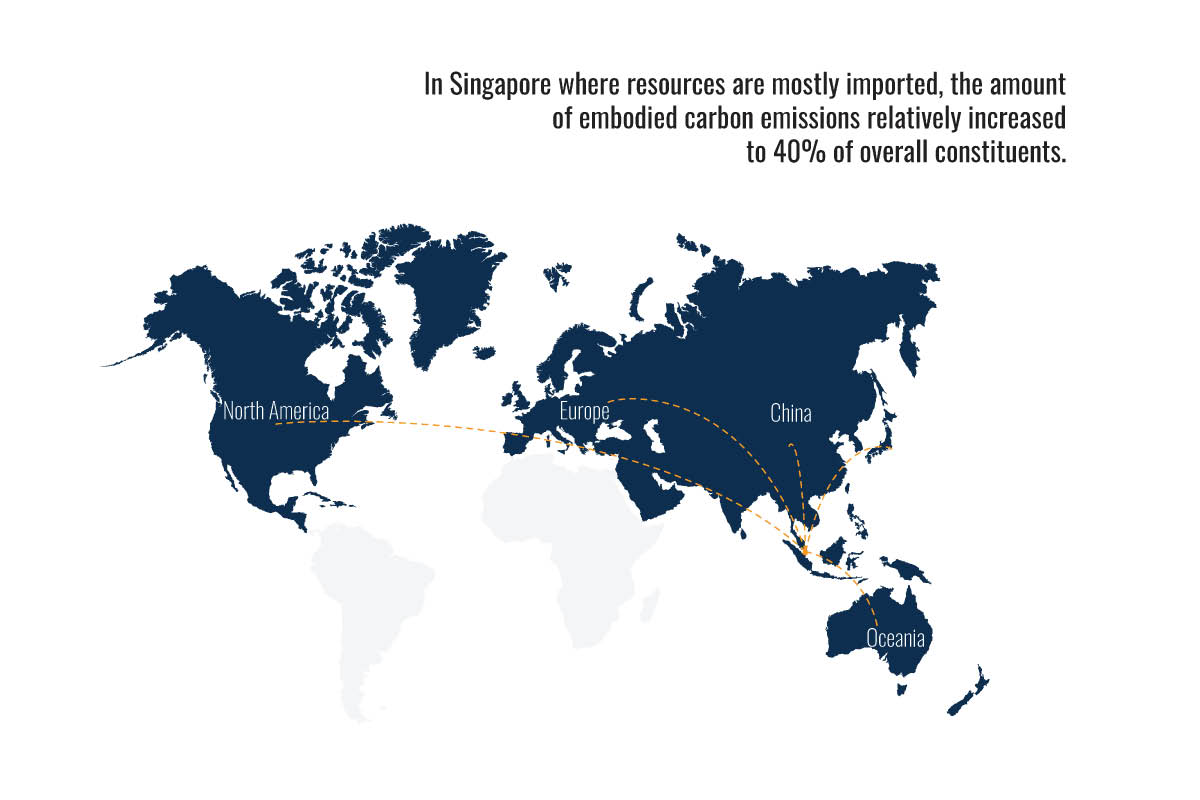 In Singapore where resources are mostly imported, the amount
of embodied carbon emissions relatively increased
to 40% of overall constituents.
North America
Europe
China
Oceania